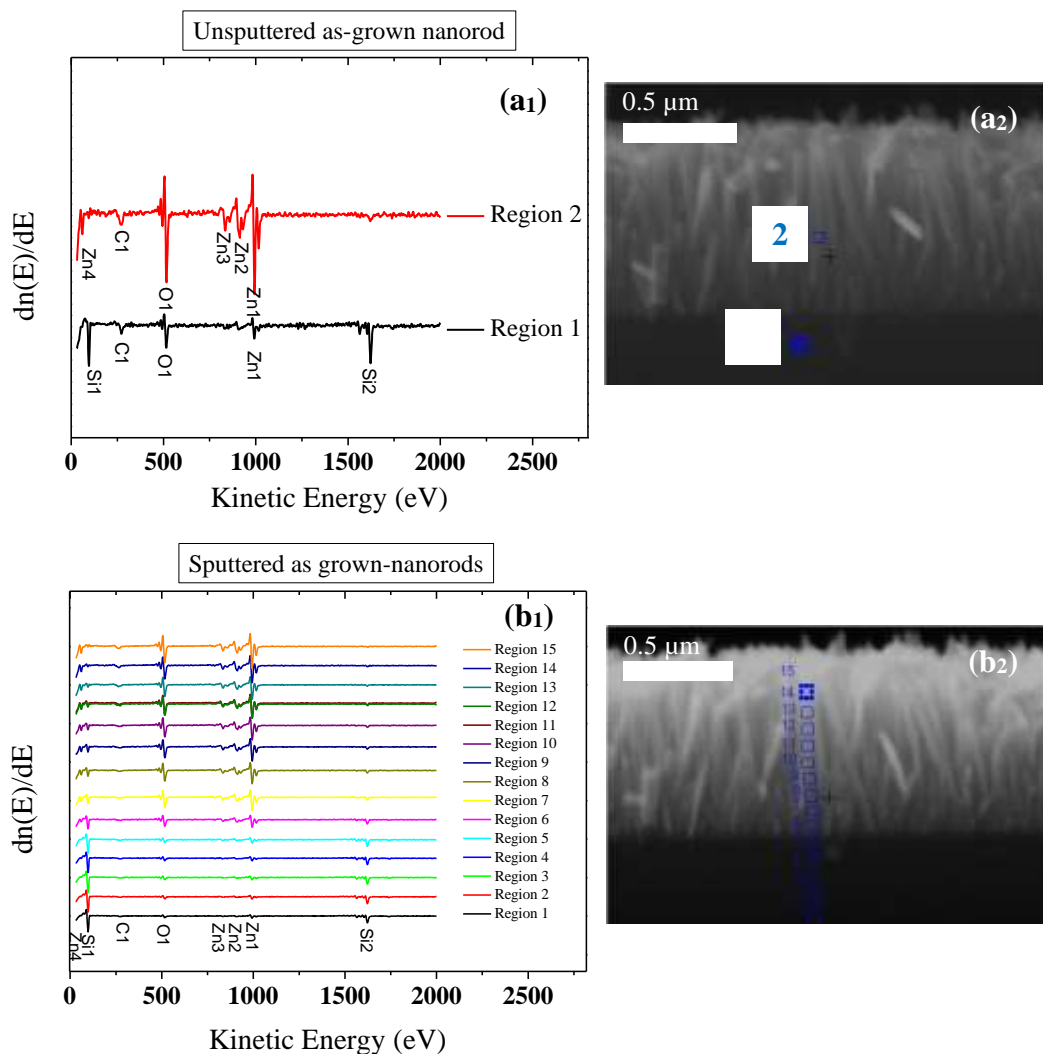 Unsputtered as-grown nanorod
(a1)
dn(E)/dE
Region 2
Region 1
Zn4
C1
O1
Zn3
Zn2
Zn1
Si1
C1
O1
Zn1
Si2
0 500 1000 1500 2000 2500
Kinetic Energy (eV)
0.5 µm
(a2)
2
Sputtered as grown-nanorods
(b1)
dn(E)/dE
Region 15
Region 14
Region 13
Region 12
Region 11
Region 10
Region 9
Region 8
Region 7
Region 6
Region 5
Region 4
Region 3
Region 2
Region 1
Zn4
Si1
C1
O1
Zn3
Zn2
Zn1
Si2
0 500 1000 1500 2000 2500
Kinetic Energy (eV)
0.5 µm
(b2)